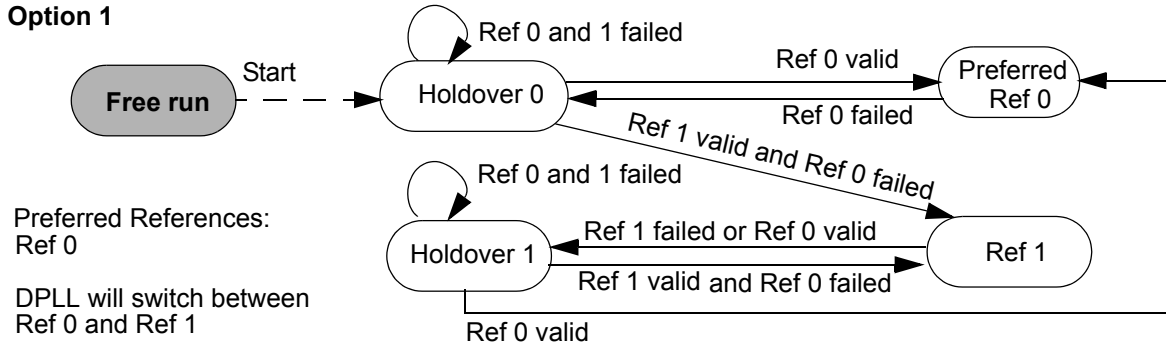 Option 1
Ref 0 and 1 failed
Start
Free run
Holdover 0
Ref 0 valid
Ref 0 failed
Preferred
Ref 0
Ref 1 valid and Ref 0 failed
Ref 0 and 1 failed
Preferred References:
Ref 0
Holdover 1
Ref 1 failed or Ref 0 valid
Ref 1 valid and Ref 0 failed
Ref 1
DPLL will switch between
Ref 0 and Ref 1
Ref 0 valid